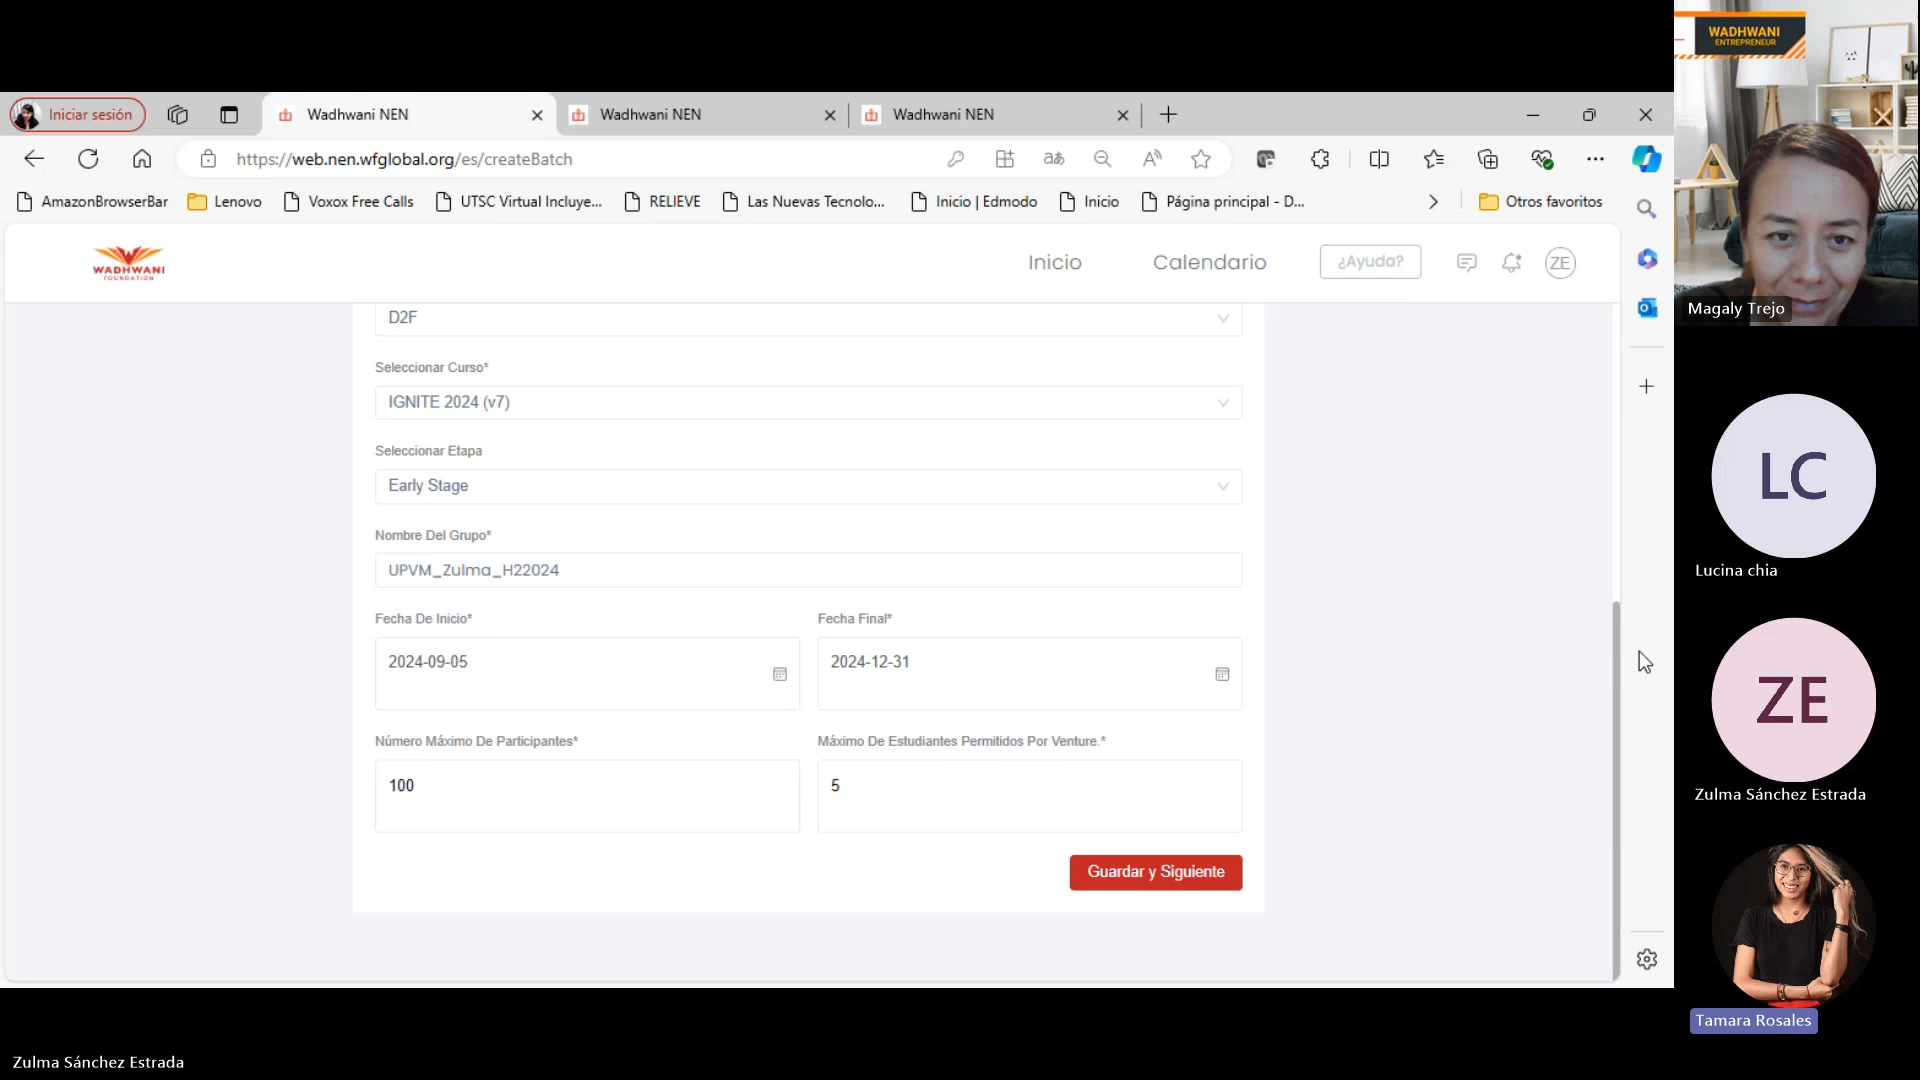 WADHWANI
ENTREPRENEUR
Iniciar sesión
Wadhwani NEN
Wadhwani NEN
Wadhwani NEN
https://web.nen.wfglobal.org/es/createBatch
AmazonBrowserBar
Lenovo
Voxox Free Calls
UTSC Virtual Incluye...
RELIEVE
Las Nuevas Tecnolo...
Inicio | Edmodo
Inicio
Página principal - D...
Otros favoritos
WADHWANI
FOUNDATION
Inicio
Calendario
¿Ayuda?
ZE
D2F
Seleccionar Curso*
IGNITE 2024 (v7)
Seleccionar Etapa
Early Stage
Nombre Del Grupo*
UPVM_Zulma_H22024
Fecha De Inicio*
Fecha Final*
2024-09-05
2024-12-31
Número Máximo De Participantes*
Máximo De Estudiantes Permitidos Por Venture.*
100
5
Guardar y Siguiente
Magaly Trejo
LC
Lucina chia
ZE
Zulma Sánchez Estrada
Tamara Rosales
Zulma Sánchez Estrada